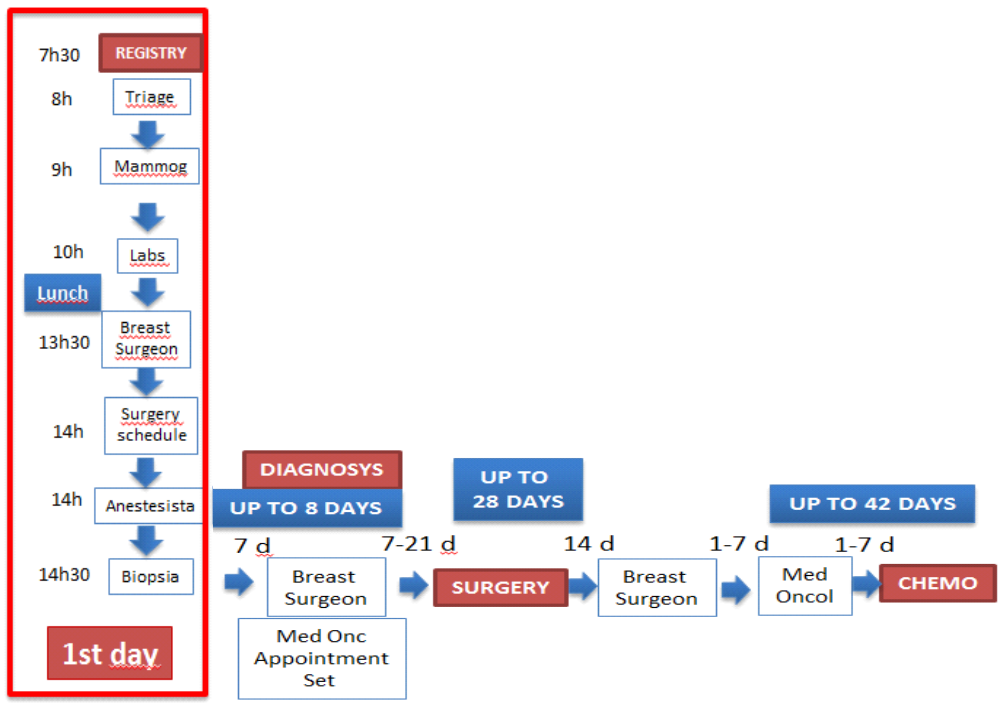 7h30 REGISTRY
8h Triage
9h Mammog
10h Labs
Lunch
13h30 Breast
Surgeon
14h Surgery
schedule
14h Anestesista
14h30 Biopsia
1st day
DIAGNOSYS
UP TO 8 DAYS
7 d
Breast
Surgeon
Med Onc
Appointment
Set
7-21 d
UP TO
28 DAYS
SURGERY
14 d
Breast
Surgeon
1-7 d
UP TO 42 DAYS
Med
Oncol
1-7 d
CHEMO